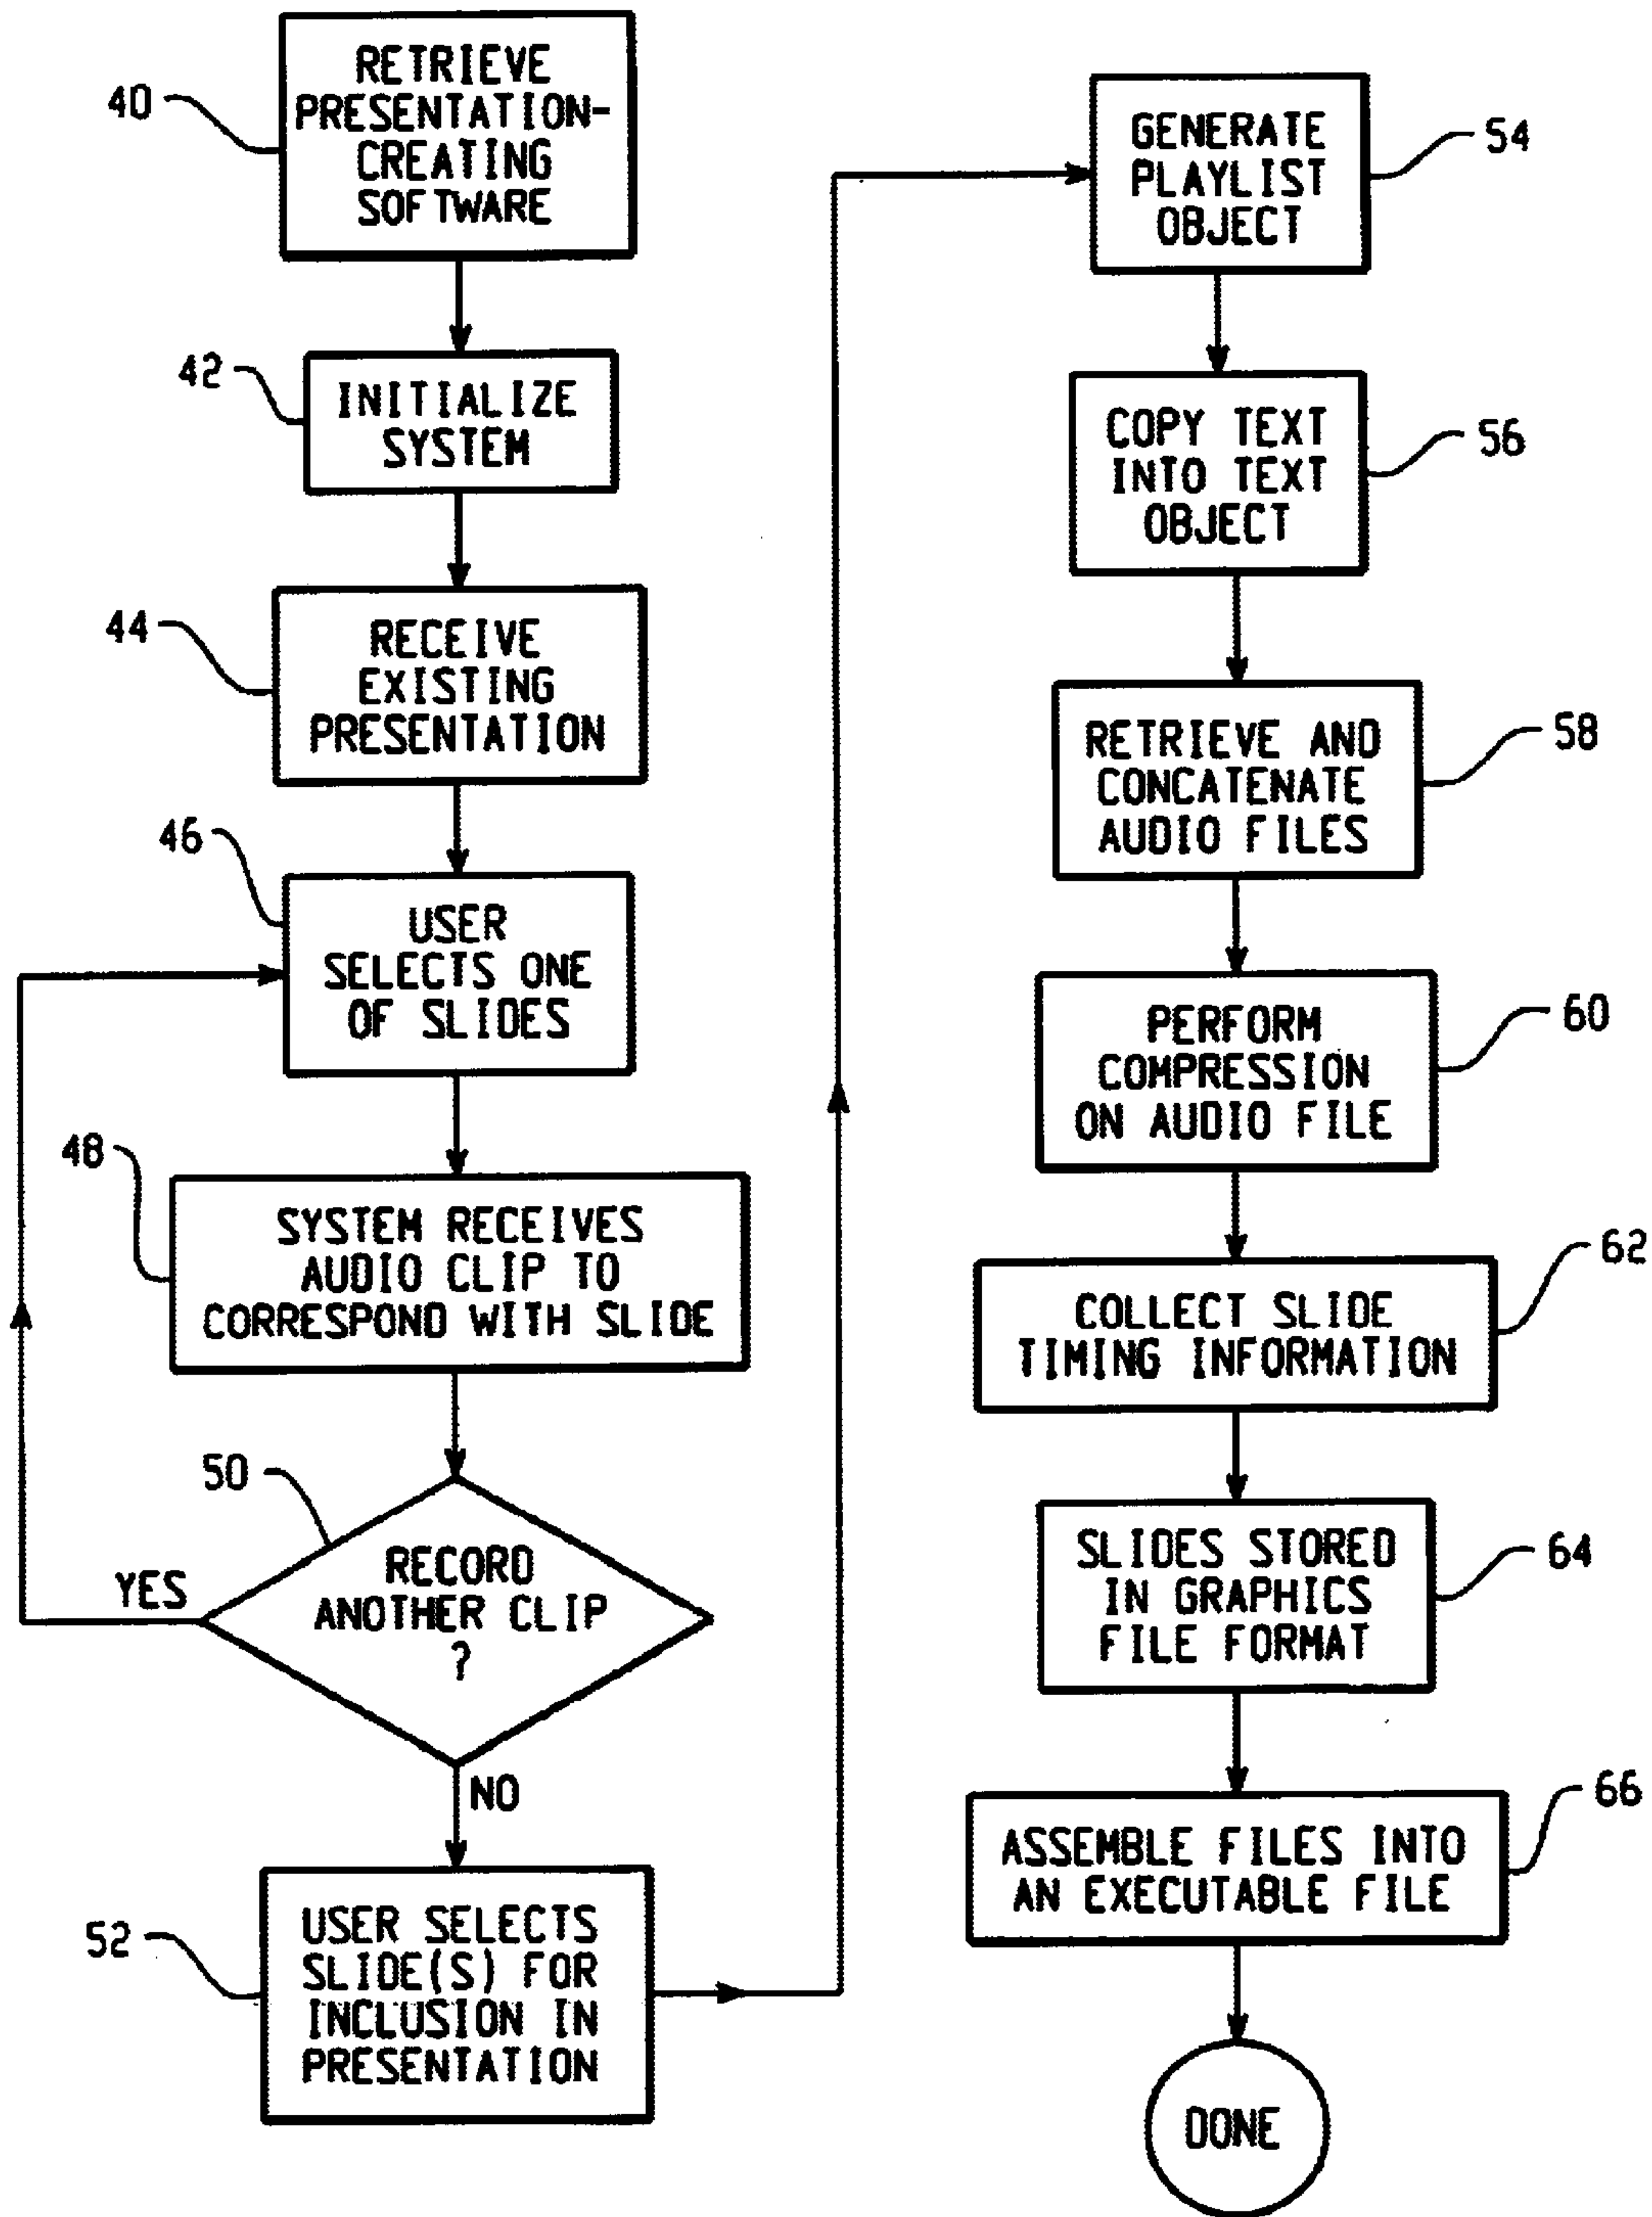 40
RETRIEVE
PRESENTATION-
CREATING
SOFTWARE
42
INITIALIZE
SYSTEM
44
RECEIVE
EXISTING
PRESENTATION
46
USER
SELECTS ONE
OF SLIDES
48
SYSTEM RECEIVES
AUDIO CLIP TO
CORRESPOND WITH SLIDE
50
RECORD
ANOTHER CLIP
?
YES
NO
52
USER SELECTS
SLIDE(S) FOR
INCLUSION IN
PRESENTATION
GENERATE
PLAYLIST
OBJECT
54
COPY TEXT
INTO TEXT
OBJECT
56
RETRIEVE AND
CONCATENATE
AUDIO FILES
58
PERFORM
COMPRESSION
ON AUDIO FILE
60
COLLECT SLIDE
TIMING INFORMATION
62
SLIDES STORED
IN GRAPHICS
FILE FORMAT
64
ASSEMBLE FILES INTO
AN EXECUTABLE FILE
66
DONE